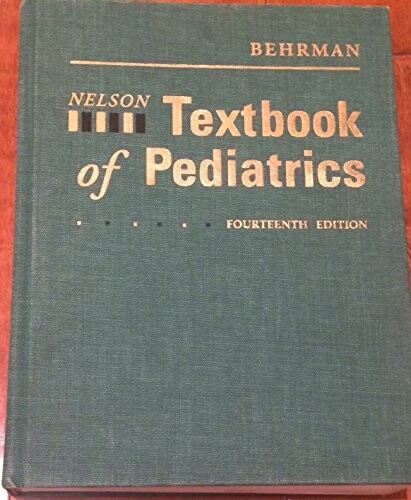 BEHRMAN
NELSON
Textbook
of Pediatrics
FOURTEENTH EDITION